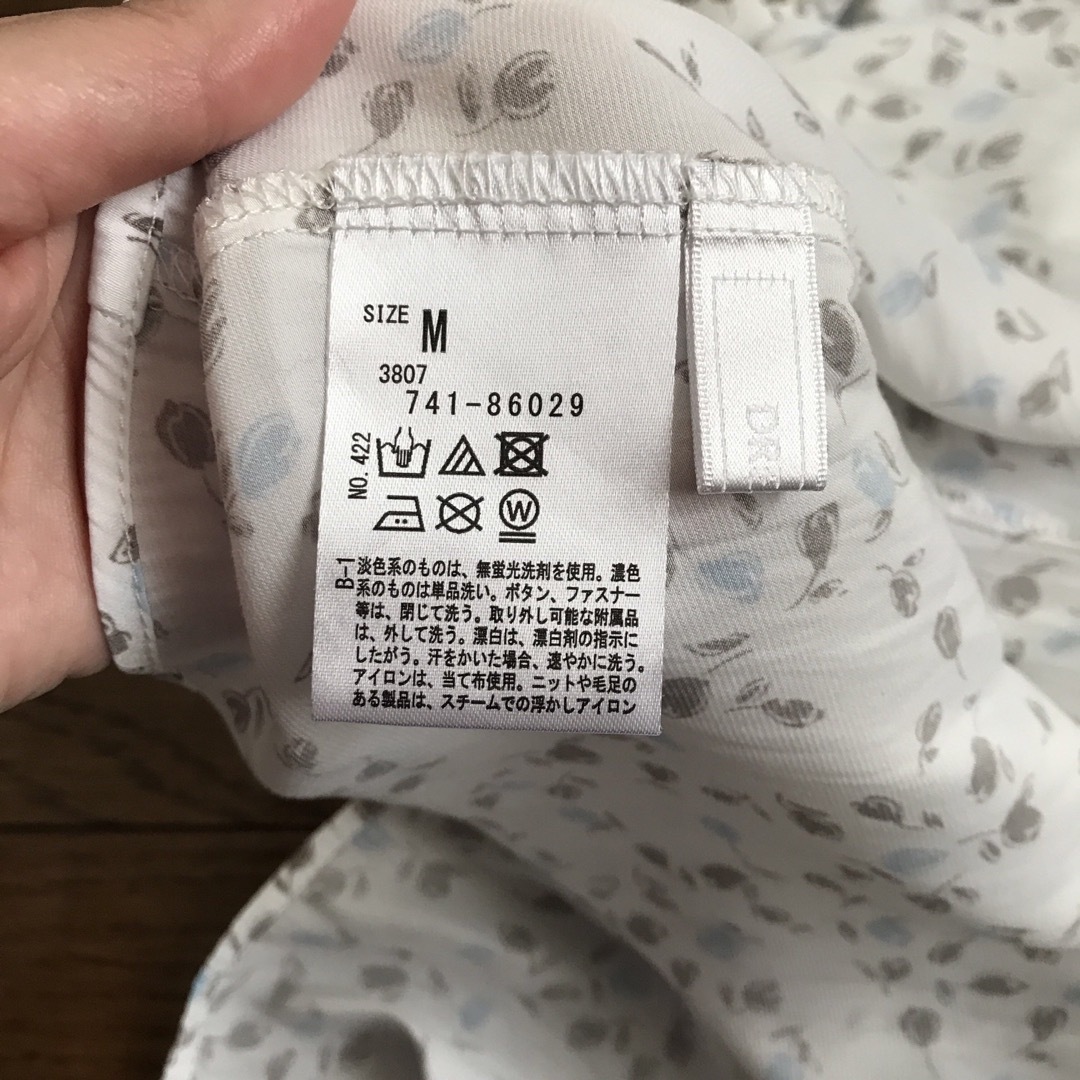 SIZE M
3807
741-86029
NO.422
W
B-1
淡色系のものは、無蛍光洗剤を使用。濃色
系のものは単品洗い。ボタン、ファスナー
等は、閉じて洗う。取り外し可能な附属品
は、外して洗う。漂白は、漂白剤の指示に
したがう。汗をかいた場合、速やかに洗う。
アイロンは、当て布使用。ニットや毛足の
ある製品は、スチームでの浮かしアイロン